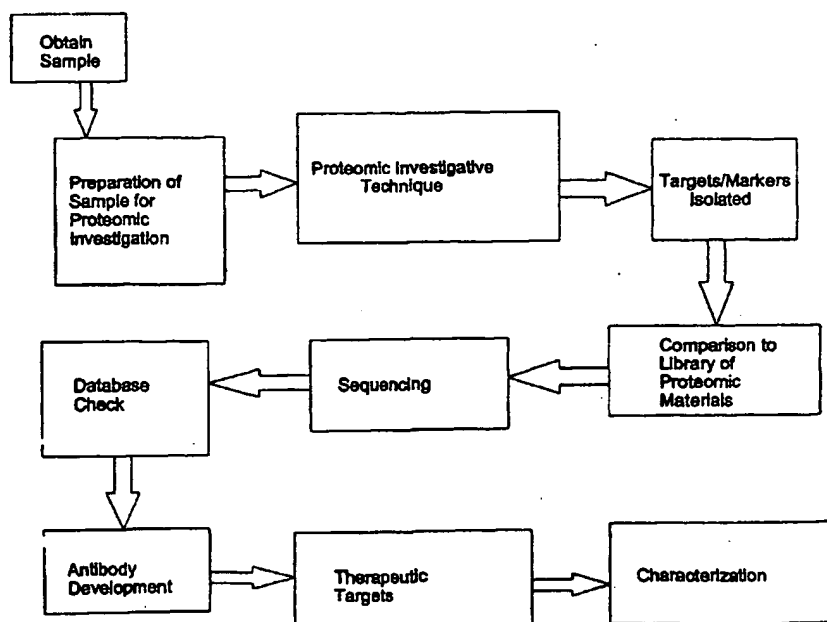 Obtain
Sample
Preparation of
Sample for
Proteomic
Investigation
Proteomic Investigative
Technique
Targets/Markers
Isolated
Comparison to
Library of
Proteomic
Materials
Sequencing
Database
Check
Antibody
Development
Therapeutic
Targets
Characterization